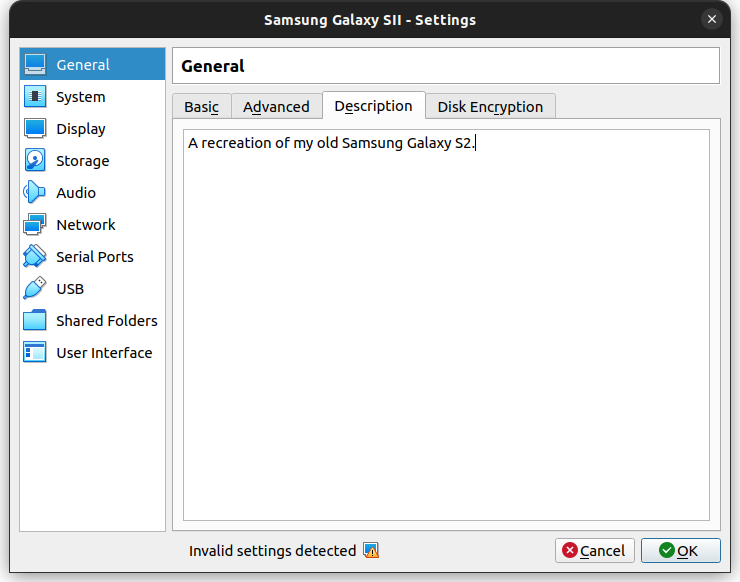 Samsung Galaxy SII - Settings
General
System
Display
Storage
Audio
Network
Serial Ports
USB
Shared Folders
User Interface
General
Basic
Advanced
Description
Disk Encryption
A recreation of my old Samsung Galaxy S2.
Invalid settings detected
Cancel
OK